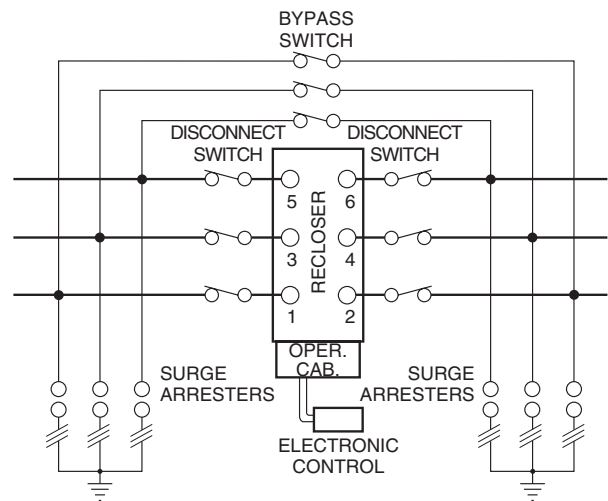 BYPASS
SWITCH
DISCONNECT
SWITCH
DISCONNECT
SWITCH
5
6
3
4
1
2
RECLOSER
OPER.
CAB.
SURGE
ARRESTERS
SURGE
ARRESTERS
ELECTRONIC
CONTROL